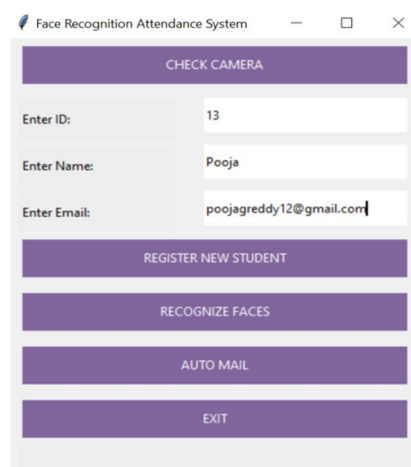 Face Recognition Attendance System
CHECK CAMERA
Enter ID: 13
Enter Name: Pooja
Enter Email: poojagreddy12@gmail.com
REGISTER NEW STUDENT
RECOGNIZE FACES
AUTO MAIL
EXIT